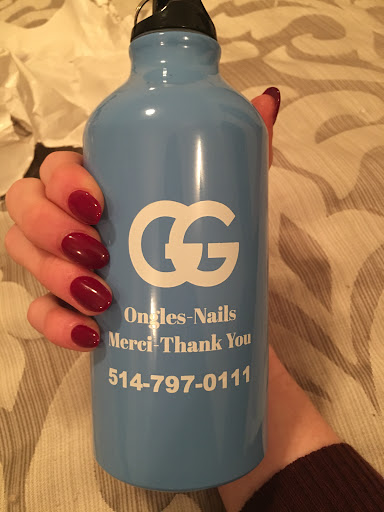 GG
Ongles-Nails
Merci-Thank You
514-797-0111